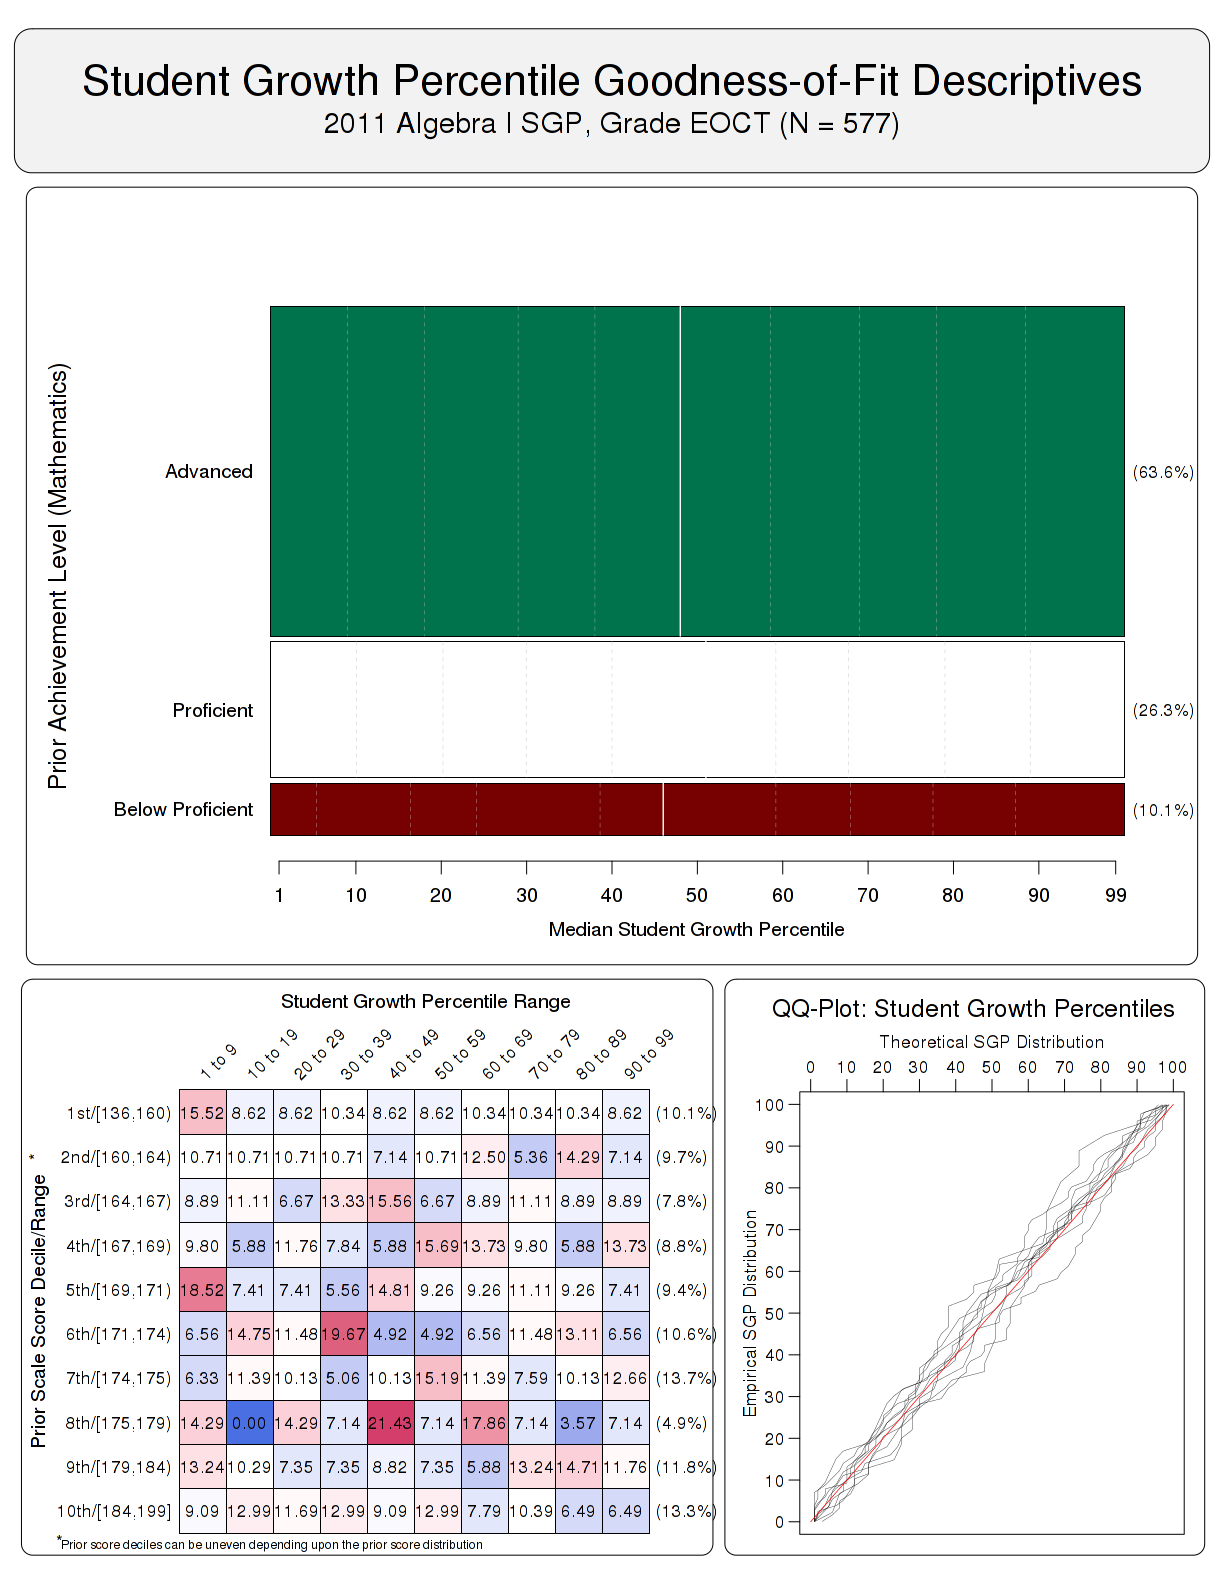 Student Growth Percentile Goodness-of-Fit Descriptives
2011 Algebra I SGP, Grade EOCT (N = 577)
Prior Achievement Level (Mathematics)
Advanced
(63.6%)
Proficient
(26.3%)
Below Proficient
(10.1%)
1 10 20 30 40 50 60 70 80 90 99
Median Student Growth Percentile
Student Growth Percentile Range
1 to 9 10 to 19 20 to 29 30 to 39 40 to 49 50 to 59 60 to 69 70 to 79 80 to 89 90 to 99
Prior Scale Score Decile/Range *
1st/[136,160) 15.52 8.62 8.62 10.34 8.62 8.62 10.34 10.34 10.34 8.62 (10.1%)
2nd/[160,164) 10.71 10.71 10.71 10.71 7.14 10.71 12.50 5.36 14.29 7.14 (9.7%)
3rd/[164,167) 8.89 11.11 6.67 13.33 15.56 6.67 8.89 11.11 8.89 8.89 (7.8%)
4th/[167,169) 9.80 5.88 11.76 7.84 5.88 15.69 13.73 9.80 5.88 13.73 (8.8%)
5th/[169,171) 18.52 7.41 7.41 5.56 14.81 9.26 9.26 11.11 9.26 7.41 (9.4%)
6th/[171,174) 6.56 14.75 11.48 19.67 4.92 4.92 6.56 11.48 13.11 6.56 (10.6%)
7th/[174,175) 6.33 11.39 10.13 5.06 10.13 15.19 11.39 7.59 10.13 12.66 (13.7%)
8th/[175,179) 14.29 0.00 14.29 7.14 21.43 7.14 17.86 7.14 3.57 7.14 (4.9%)
9th/[179,184) 13.24 10.29 7.35 7.35 8.82 7.35 5.88 13.24 14.71 11.76 (11.8%)
10th/[184,199] 9.09 12.99 11.69 12.99 9.09 12.99 7.79 10.39 6.49 6.49 (13.3%)
*Prior score deciles can be uneven depending upon the prior score distribution
QQ-Plot: Student Growth Percentiles
Theoretical SGP Distribution
0 10 20 30 40 50 60 70 80 90 100
Empirical SGP Distribution
100
90
80
70
60
50
40
30
20
10
0